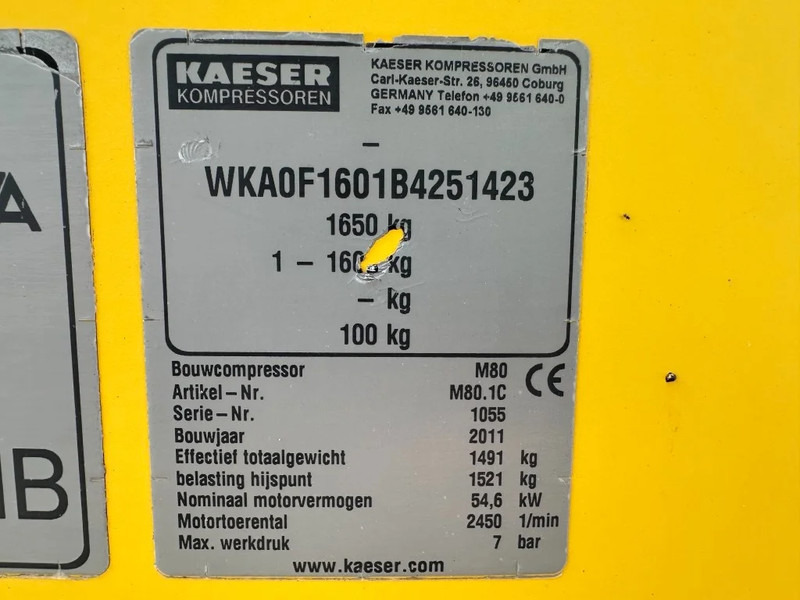 KAESER
KOMPRESSOREN
KAESER KOMPRESSOREN GmbH
Carl-Kaeser-Str. 26, 96450 Coburg
GERMANY Telefon +49 9561 640-0
Fax +49 9561 640-130
–
WKA0F1601B4251423
1650 kg
1 – kg
– kg
100 kg
Bouwcompressor M80 CE
Artikel–Nr. M80.1C
Serie–Nr. 1055
Bouwjaar 2011
Effectief totaalgewicht 1491 kg
belasting hijspunt 1521 kg
Nominaal motorvermogen 54,6 kW
Motortoerental 2450 1/min
Max. werkdruk 7 bar
www.kaeser.com